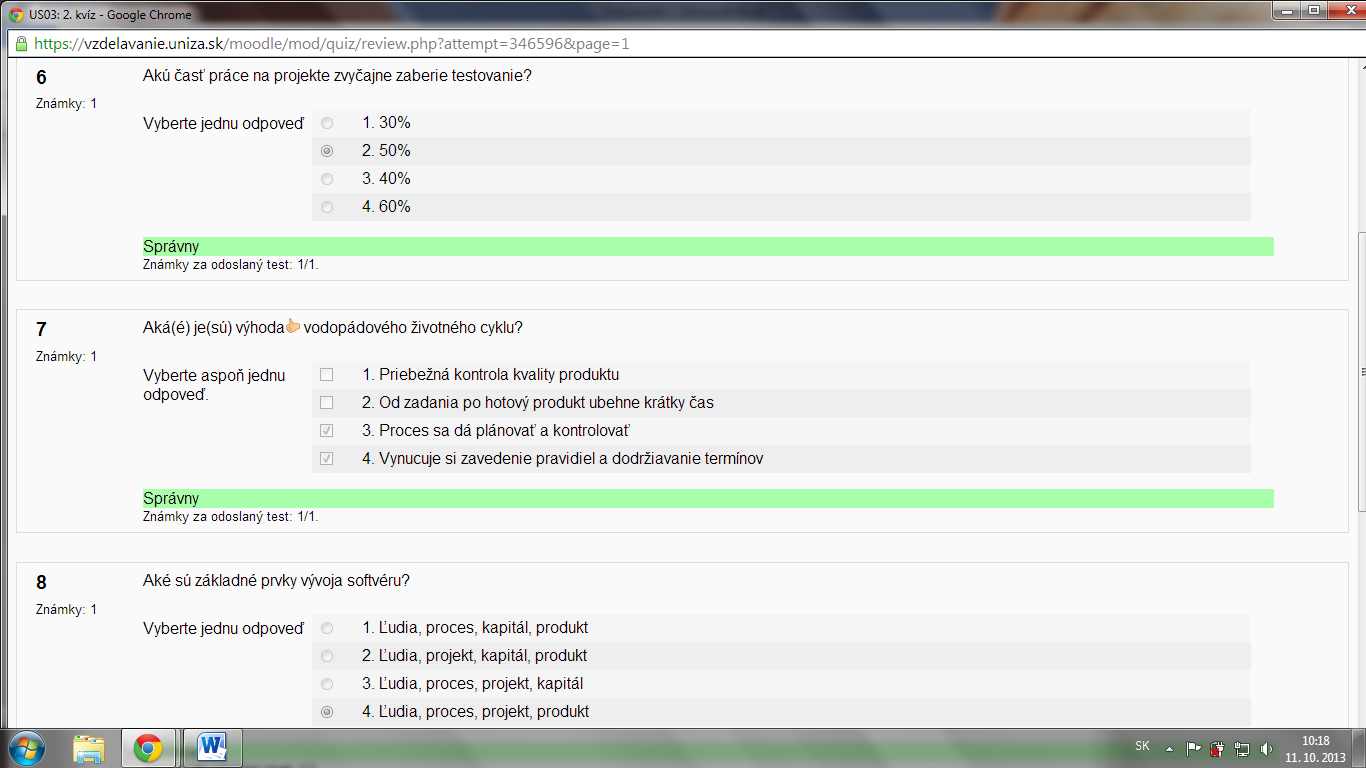 US03: 2. kvíz - Google Chrome
https://vzdelavanie.uniza.sk/moodle/mod/quiz/review.php?attempt=346596&page=1
6
Akú časť práce na projekte zvyčajne zaberie testovanie?
Známky: 1
Vyberte jednu odpoveď
1. 30%
2. 50%
3. 40%
4. 60%
Správny
Známky za odoslaný test: 1/1.
7
Aká(é) je(sú) výhoda vodopádového životného cyklu?
Známky: 1
Vyberte aspoň jednu
odpoveď.
1. Priebežná kontrola kvality produktu
2. Od zadania po hotový produkt ubehne krátky čas
3. Proces sa dá plánovať a kontrolovať
4. Vynucuje si zavedenie pravidiel a dodržiavanie termínov
Správny
Známky za odoslaný test: 1/1.
8
Aké sú základné prvky vývoja softvéru?
Známky: 1
Vyberte jednu odpoveď
1. Ľudia, proces, kapitál, produkt
2. Ľudia, projekt, kapitál, produkt
3. Ľudia, proces, projekt, kapitál
4. Ľudia, proces, projekt, produkt
SK
10:18
11. 10. 2013